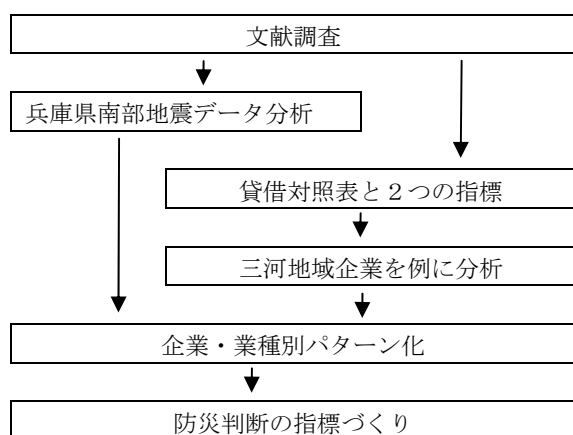 文献調査
兵庫県南部地震データ分析
貸借対照表と２つの指標
三河地域企業を例に分析
企業・業種別パターン化
防災判断の指標づくり